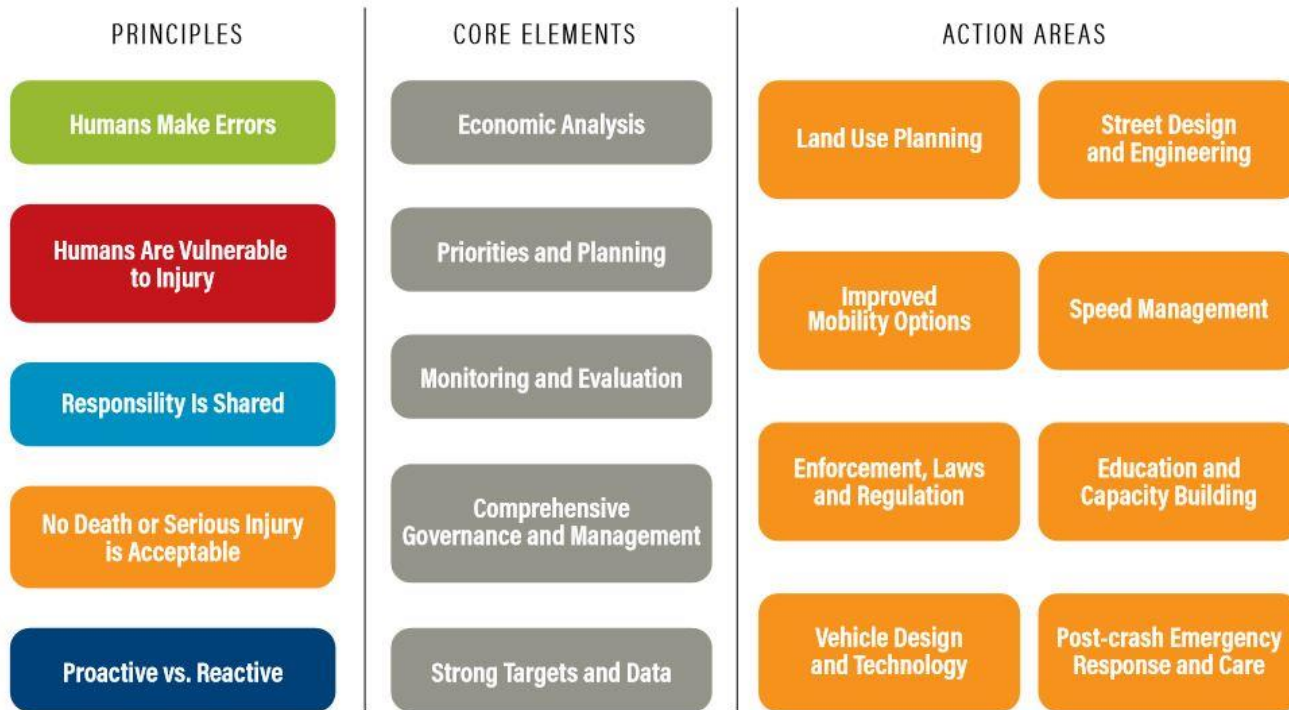 PRINCIPLES
Humans Make Errors
Humans Are Vulnerable
to Injury
Responsility Is Shared
No Death or Serious Injury
is Acceptable
Proactive vs. Reactive
CORE ELEMENTS
Economic Analysis
Priorities and Planning
Monitoring and Evaluation
Comprehensive
Governance and Management
Strong Targets and Data
ACTION AREAS
Land Use Planning
Street Design
and Engineering
Improved
Mobility Options
Speed Management
Enforcement, Laws
and Regulation
Education and
Capacity Building
Vehicle Design
and Technology
Post-crash Emergency
Response and Care